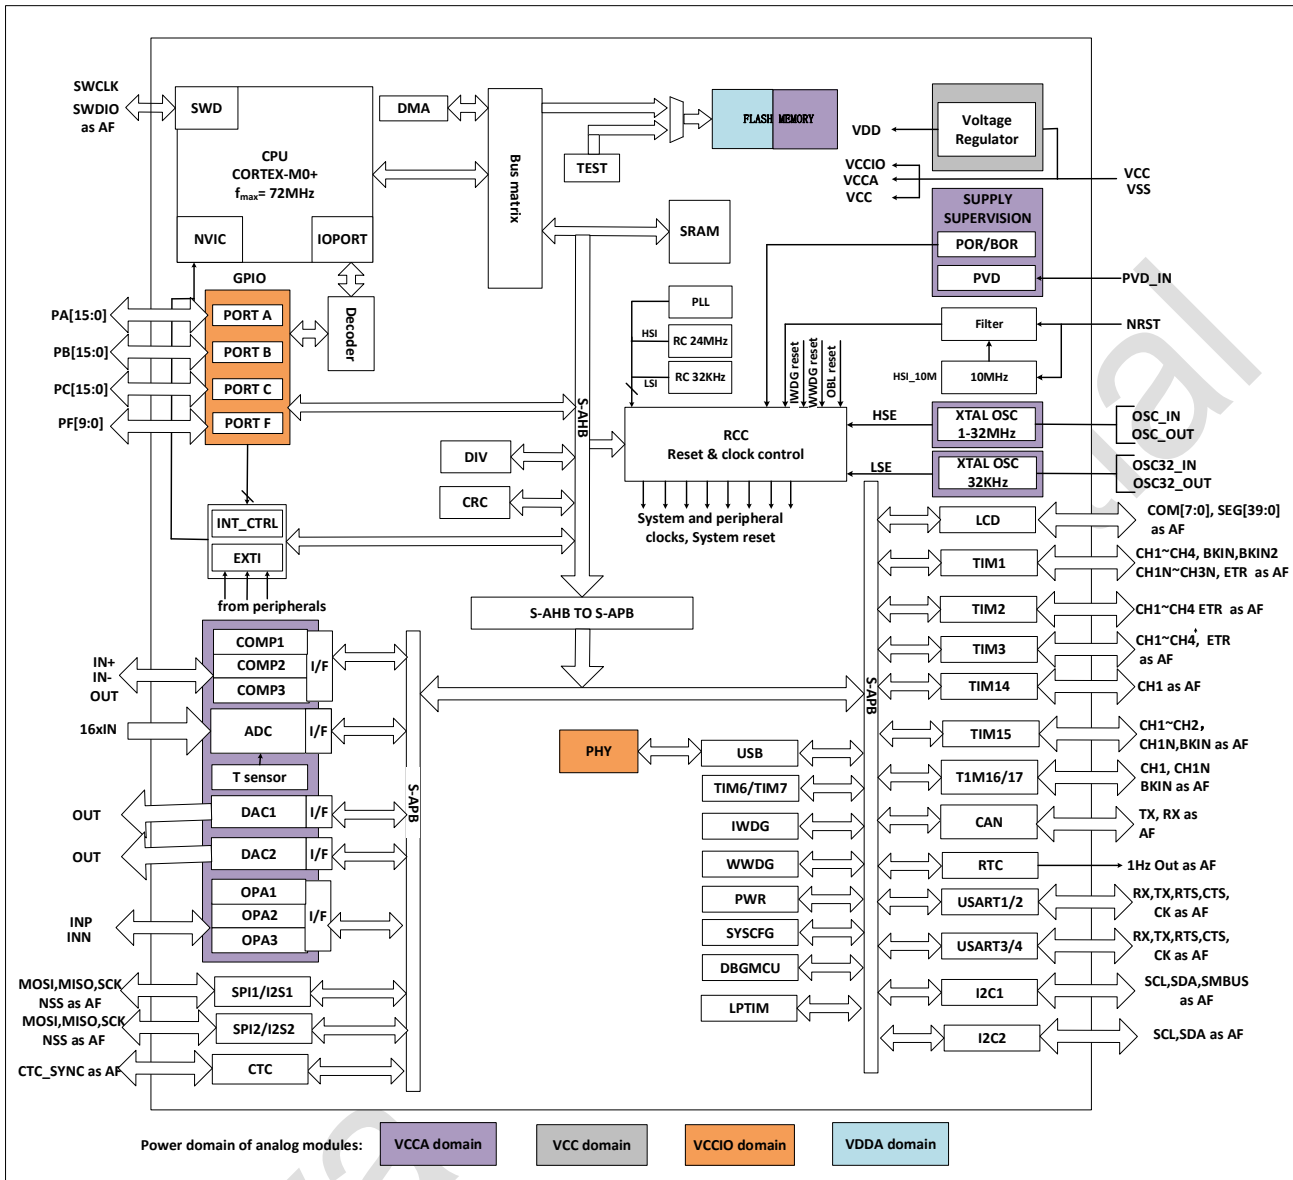 SWCLK
SWDIO
as AF
SWD
CPU
CORTEX-M0+
fmax= 72MHz
NVIC
IOPORT
DMA
Bus matrix
TEST
FLASH MEMORY
SRAM
Voltage
Regulator
VDD
VCCIO
VCCA
VCC
VCC
VSS
SUPPLY
SUPERVISION
POR/BOR
PVD
PVD_IN
GPIO
PORT A
PORT B
PORT C
PORT F
PA[15:0]
PB[15:0]
PC[15:0]
PF[9:0]
Decoder
PLL
HSI
RC 24MHz
LSI
RC 32KHz
IWDG reset
WWDG reset
OBL reset
Filter
NRST
HSI_10M
10MHz
S-AHB
RCC
Reset & clock control
HSE
XTAL OSC
1-32MHz
OSC_IN
OSC_OUT
LSE
XTAL OSC
32KHz
OSC32_IN
OSC32_OUT
DIV
CRC
System and peripheral
clocks, System reset
INT_CTRL
EXTI
from peripherals
S-AHB TO S-APB
COMP1
COMP2
COMP3
I/F
IN+
IN-
OUT
16xIN
ADC
I/F
T sensor
OUT
DAC1
I/F
OUT
DAC2
I/F
OPA1
OPA2
OPA3
I/F
INP
INN
MOSI,MISO,SCK
NSS as AF
SPI1/I2S1
MOSI,MISO,SCK
NSS as AF
SPI2/I2S2
CTC_SYNC as AF
CTC
S-APB
PHY
USB
TIM6/TIM7
IWDG
WWDG
PWR
SYSCFG
DBGMCU
LPTIM
S-APB
LCD
COM[7:0], SEG[39:0]
as AF
TIM1
CH1~CH4, BKIN,BKIN2
CH1N~CH3N, ETR as AF
TIM2
CH1~CH4 ETR as AF
TIM3
CH1~CH4, ETR
as AF
TIM14
CH1 as AF
TIM15
CH1~CH2,
CH1N,BKIN as AF
T1M16/17
CH1, CH1N
BKIN as AF
CAN
TX, RX as
AF
RTC
1Hz Out as AF
USART1/2
RX,TX,RTS,CTS,
CK as AF
USART3/4
RX,TX,RTS,CTS,
CK as AF
I2C1
SCL,SDA,SMBUS
as AF
I2C2
SCL,SDA as AF
Power domain of analog modules:
VCCA domain
VCC domain
VCCIO domain
VDDA domain